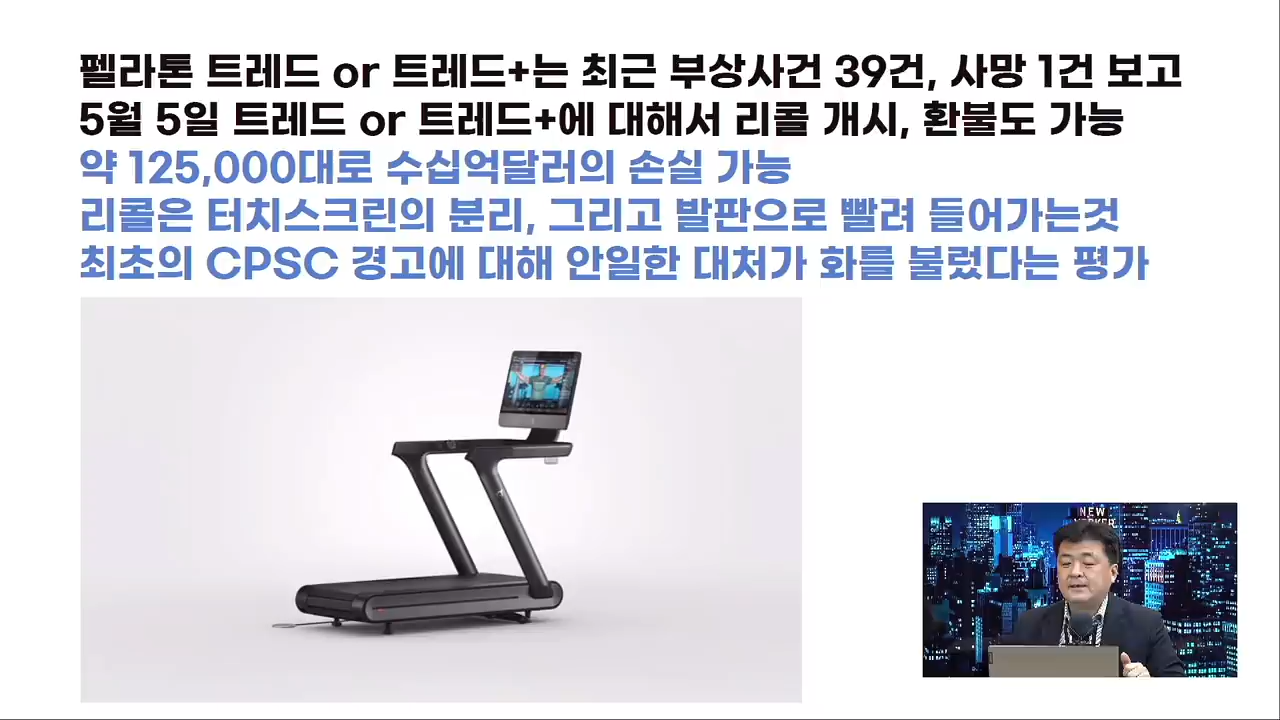 펠라톤 트레드 or 트레드+는 최근 부상사건 39건, 사망 1건 보고
5월 5일 트레드 or 트레드+에 대해서 리콜 개시, 환불도 가능
약 125,000대로 수십억달러의 손실 가능
리콜은 터치스크린의 분리, 그리고 발판으로 빨려 들어가는것
최초의 CPSC 경고에 대해 안일한 대처가 화를 불렀다는 평가
NEW